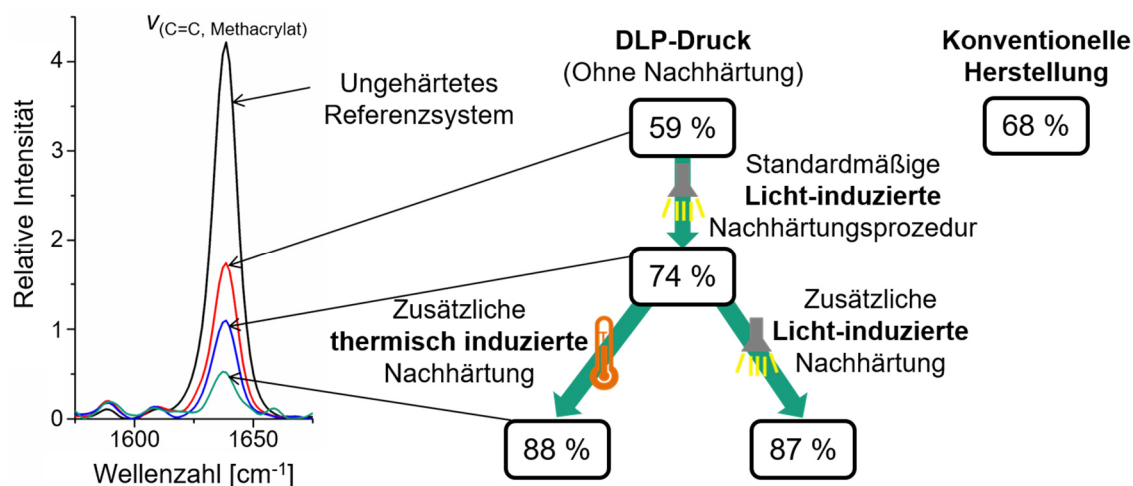 ν(C=C, Methacrylat)
Relative Intensität
4
3
2
1
0
1600
1650
Wellenzahl [cm-1]
Ungehärtetes
Referenzsystem
DLP-Druck
(Ohne Nachhärtung)
59 %
Konventionelle
Herstellung
68 %
Standardmäßige
Licht-induzierte
Nachhärtungsprozedur
74 %
Zusätzliche
thermisch induzierte
Nachhärtung
T
Zusätzliche
Licht-induzierte
Nachhärtung
88 %
87 %